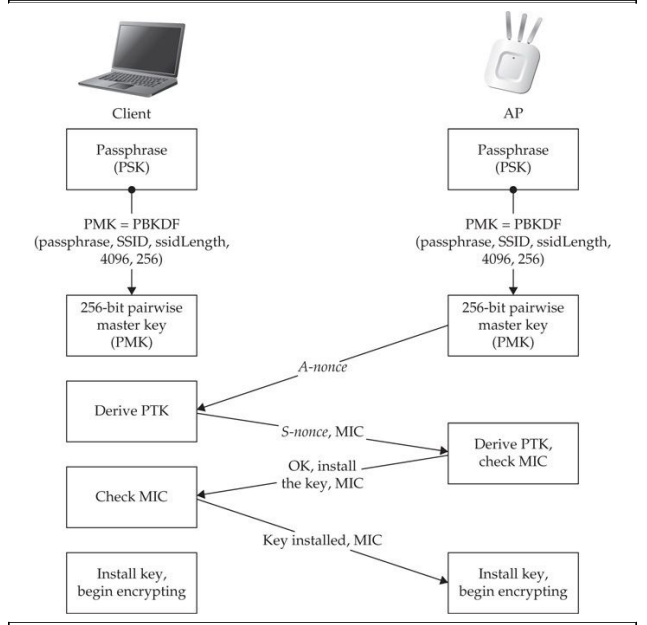 Client
AP
Passphrase
(PSK)
Passphrase
(PSK)
PMK = PBKDF
(passphrase, SSID, ssidLength,
4096, 256)
PMK = PBKDF
(passphrase, SSID, ssidLength,
4096, 256)
256-bit pairwise
master key
(PMK)
256-bit pairwise
master key
(PMK)
A-nonce
Derive PTK
S-nonce, MIC
Derive PTK,
check MIC
OK, install
the key, MIC
Check MIC
Key installed, MIC
Install key,
begin encrypting
Install key,
begin encrypting